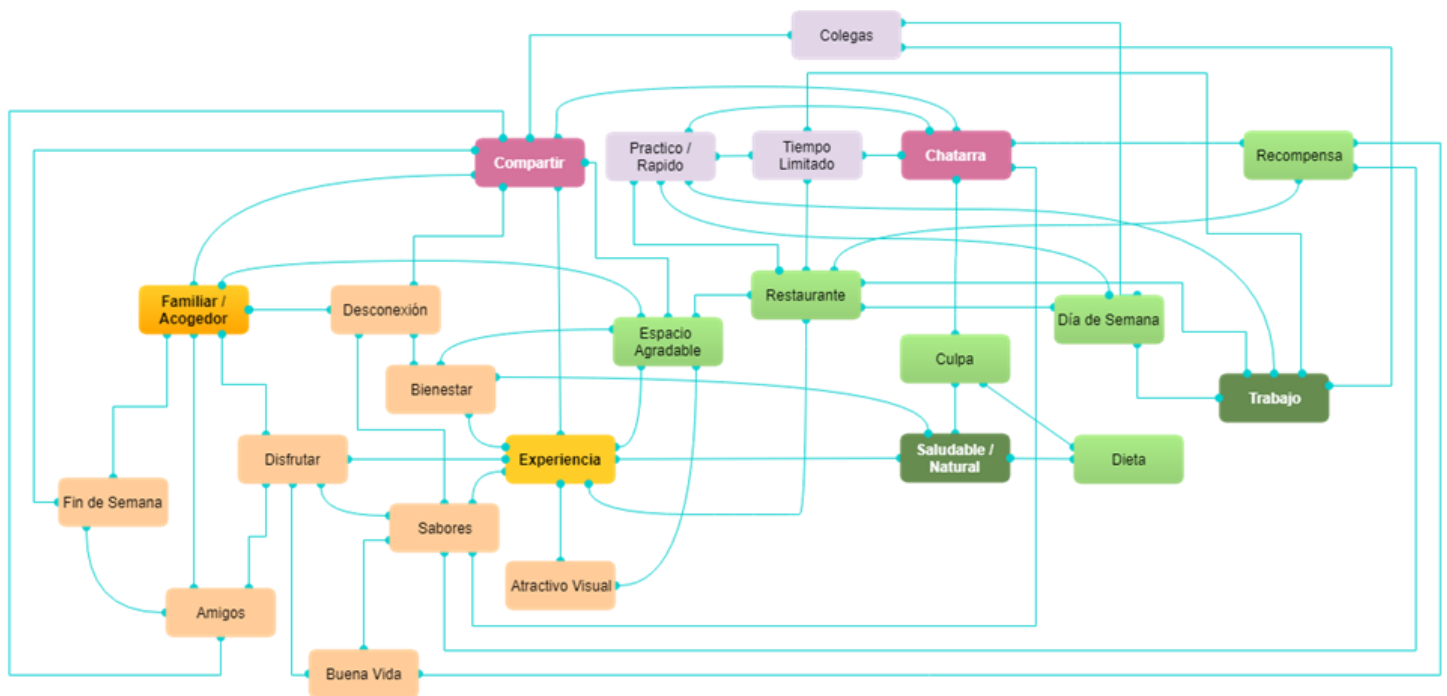 Colegas
Compartir
Practico /
Rapido
Tiempo
Limitado
Chatarra
Recompensa
Familiar /
Acogedor
Desconexión
Restaurante
Día de Semana
Espacio
Agradable
Culpa
Bienestar
Trabajo
Disfrutar
Experiencia
Saludable /
Natural
Dieta
Fin de Semana
Sabores
Atractivo Visual
Amigos
Buena Vida